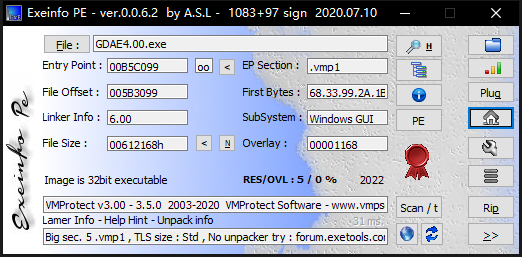 Exeinfo PE - ver.0.0.6.2 by A.S.L - 1083+97 sign 2020.07.10
File : GDAE4.00.exe H
Entry Point : 00B5C099 oo < EP Section : .vmp1
File Offset : 005B3099 First Bytes : 68.33.99.2A.1E Plug
Linker Info : 6.00 SubSystem : Windows GUI PE
File Size : 00612168h < N Overlay : 00001168
Image is 32bit executable RES/OVL : 5 / 0 % 2022
Exeinfo Pe
VMProtect v3.00 - 3.5.0 2003-2020 VMProtect Software - www.vmps Scan / t Rip
Lamer Info - Help Hint - Unpack info 31 ms.
Big sec. 5 .vmp1 , TLS size : Std , No unpacker try : forum.exetools.con >>